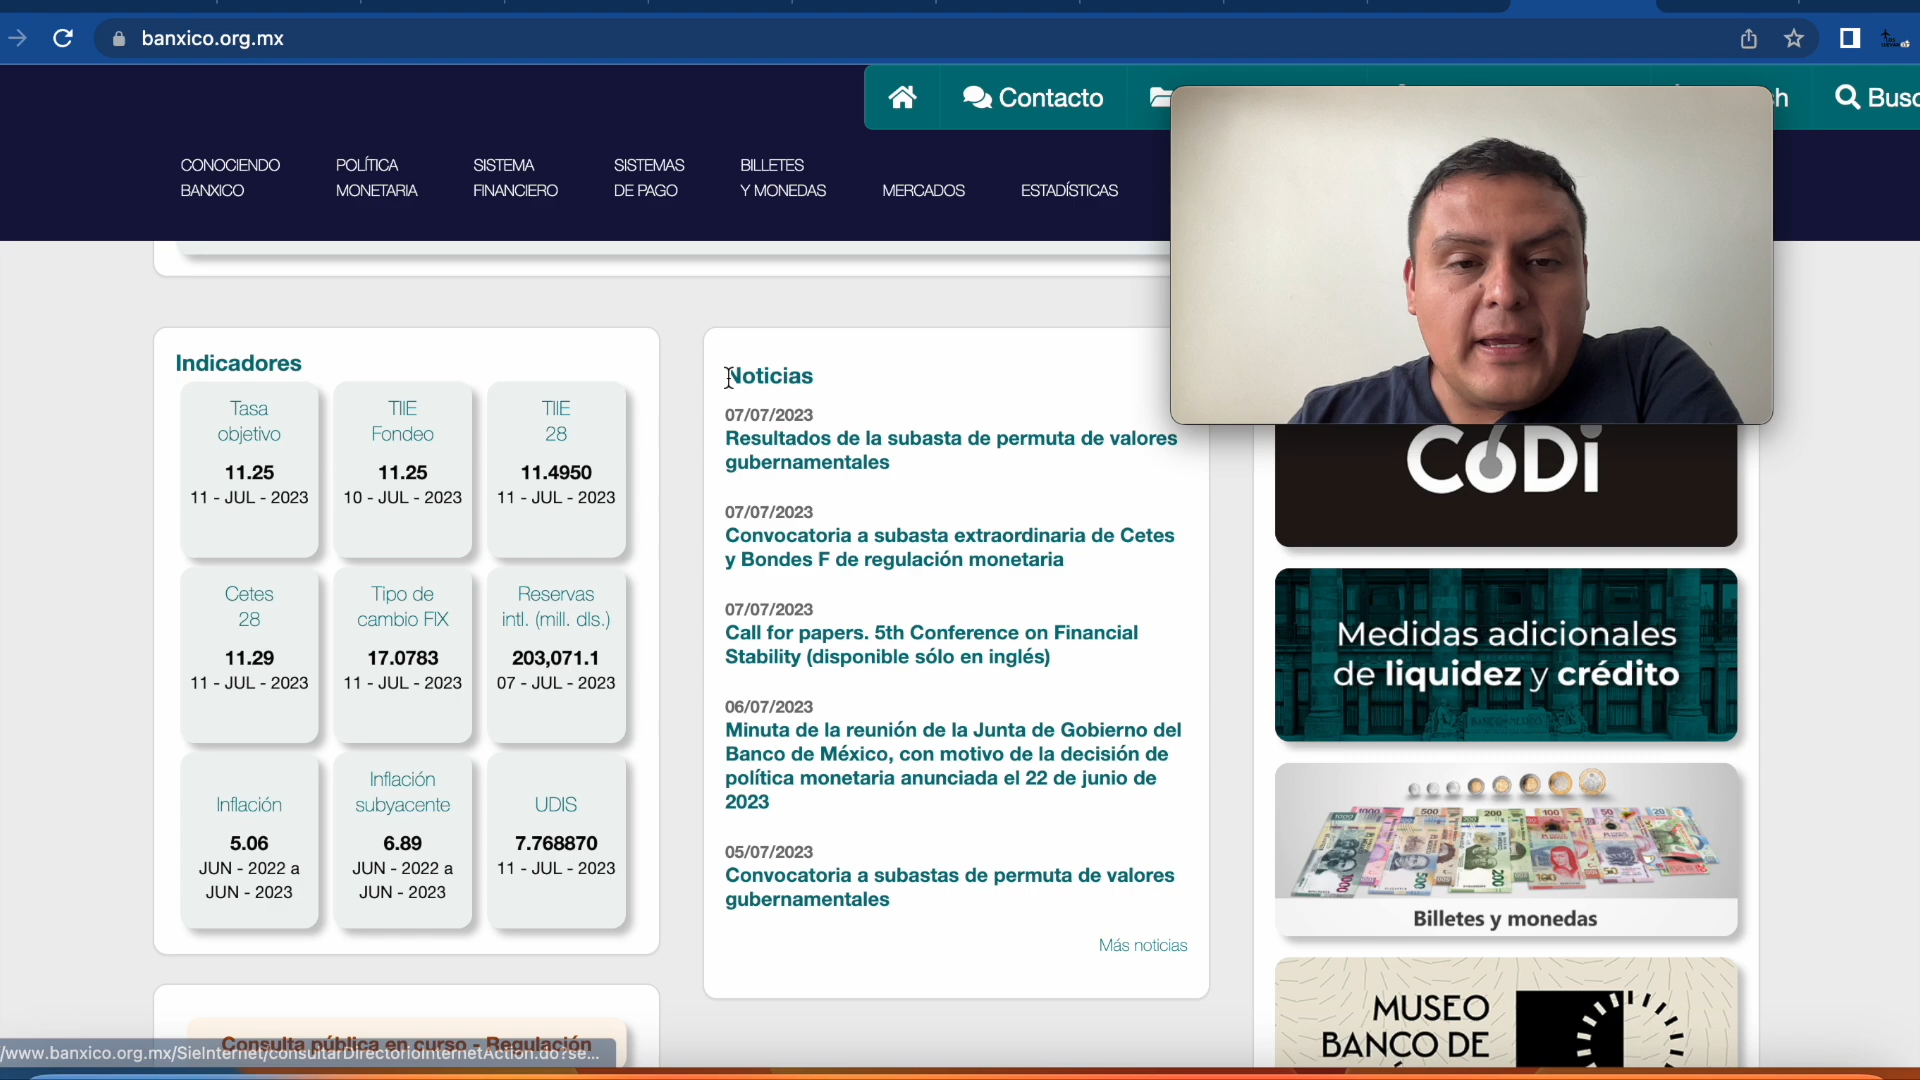 banxico.org.mx
Contacto
Busc
CONOCIENDO
BANXICO
POLÍTICA
MONETARIA
SISTEMA
FINANCIERO
SISTEMAS
DE PAGO
BILLETES
Y MONEDAS
MERCADOS
ESTADÍSTICAS
Indicadores
Tasa
objetivo
11.25
11 - JUL - 2023
TIIE
Fondeo
11.25
10 - JUL - 2023
TIIE
28
11.4950
11 - JUL - 2023
Cetes
28
11.29
11 - JUL - 2023
Tipo de
cambio FIX
17.0783
11 - JUL - 2023
Reservas
intl. (mill. dls.)
203,071.1
07 - JUL - 2023
Inflación
5.06
JUN - 2022 a
JUN - 2023
Inflación
subyacente
6.89
JUN - 2022 a
JUN - 2023
UDIS
7.768870
11 - JUL - 2023
Consulta pública en curso - Regulación
/www.banxico.org.mx/SieInternet/consultarDirectorioInternetAction.do?se...
Noticias
07/07/2023
Resultados de la subasta de permuta de valores
gubernamentales
07/07/2023
Convocatoria a subasta extraordinaria de Cetes
y Bondes F de regulación monetaria
07/07/2023
Call for papers. 5th Conference on Financial
Stability (disponible sólo en inglés)
06/07/2023
Minuta de la reunión de la Junta de Gobierno del
Banco de México, con motivo de la decisión de
política monetaria anunciada el 22 de junio de
2023
05/07/2023
Convocatoria a subastas de permuta de valores
gubernamentales
Más noticias
CoDi
Medidas adicionales
de liquidez y crédito
1000 500 200 100 50 20
Billetes y monedas
MUSEO
BANCO DE